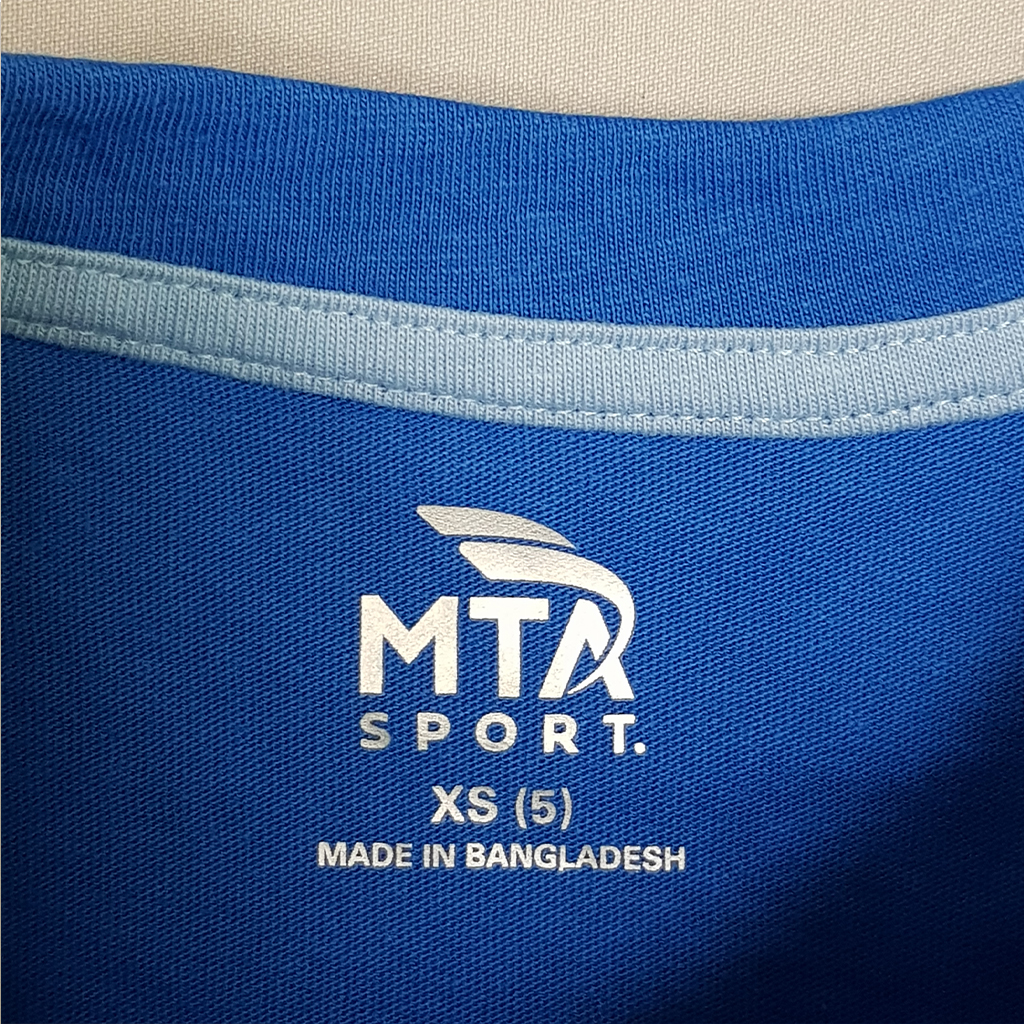 MTA
SPORT.
XS (5)
MADE IN BANGLADESH